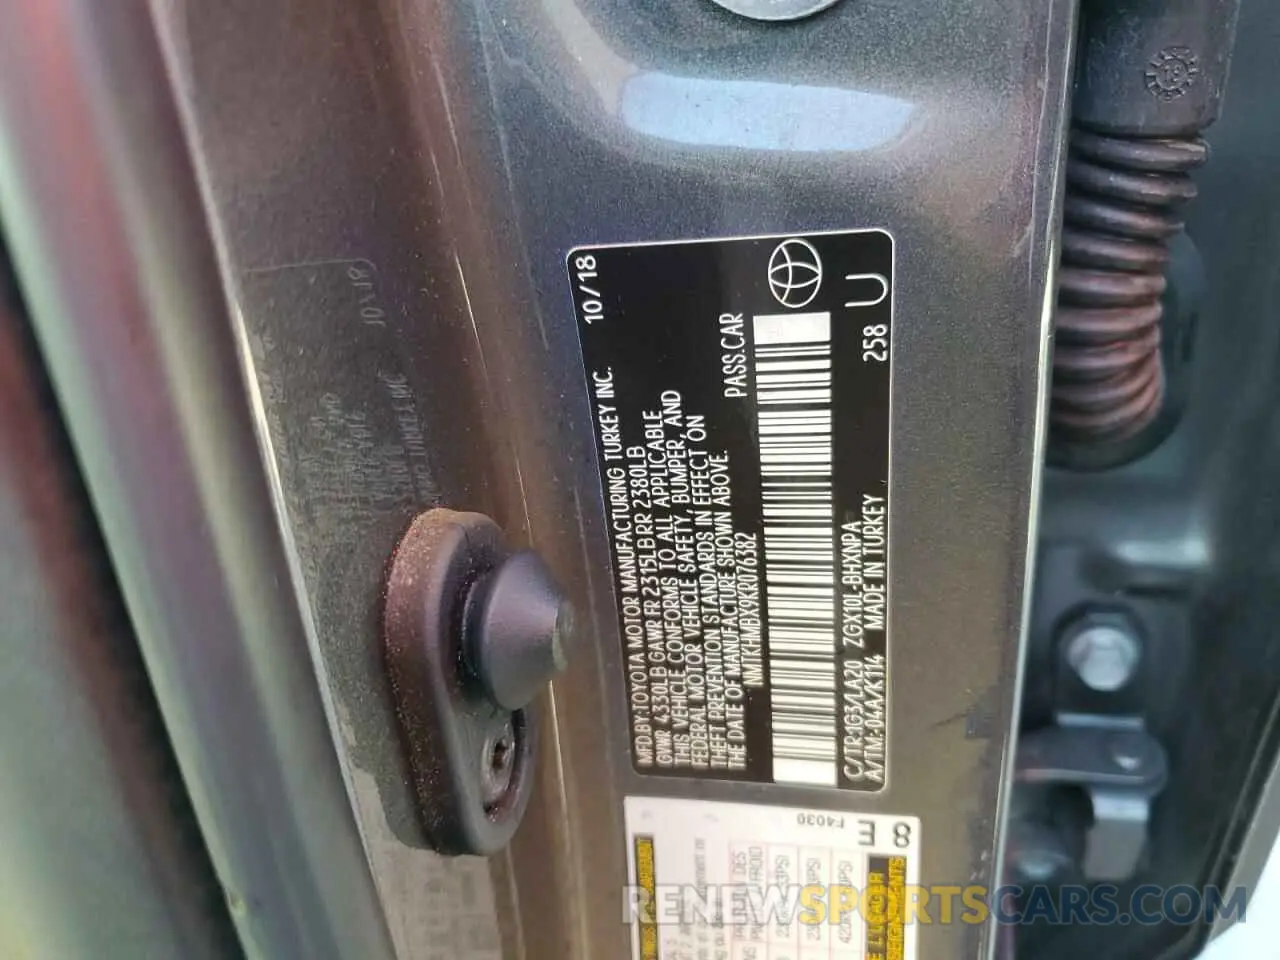 10/18
MFD BY:TOYOTA MOTOR MANUFACTURING TURKEY INC.
GVWR 4330LB GAWR FR 2315LB RR 2380LB
THIS VEHICLE CONFORMS TO ALL APPLICABLE
FEDERAL MOTOR VEHICLE SAFETY, BUMPER, AND
THEFT PREVENTION STANDARDS IN EFFECT ON
THE DATE OF MANUFACTURE SHOWN ABOVE.
PASS.CAR
NMTKHMBX9KR076382
258 U
C/TR:1G3/LA20 ZGX10L-BHXNPA
A/TM:-04A/K114 MADE IN TURKEY
8 E
F4030
RENEWSPORTSCARS.COM